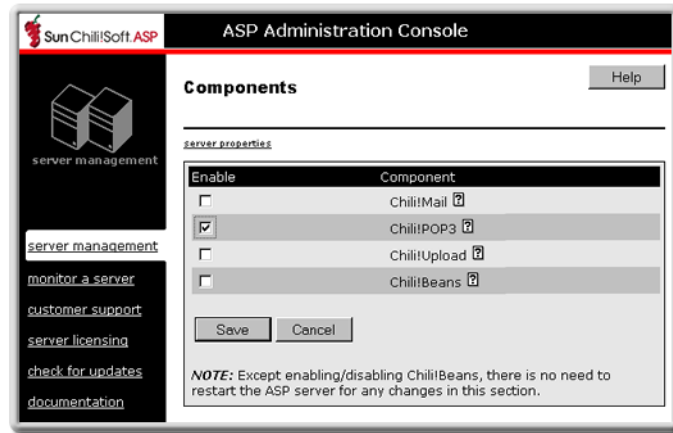 Sun Chili!Soft. ASP
ASP Administration Console
Components
Help
server management
server properties
Enable Component
Chili!Mail ?
Chili!POP3 ?
Chili!Upload ?
Chili!Beans ?
server management
monitor a server
customer support
server licensing
check for updates
documentation
Save Cancel
NOTE: Except enabling/disabling Chili!Beans, there is no need to
restart the ASP server for any changes in this section.